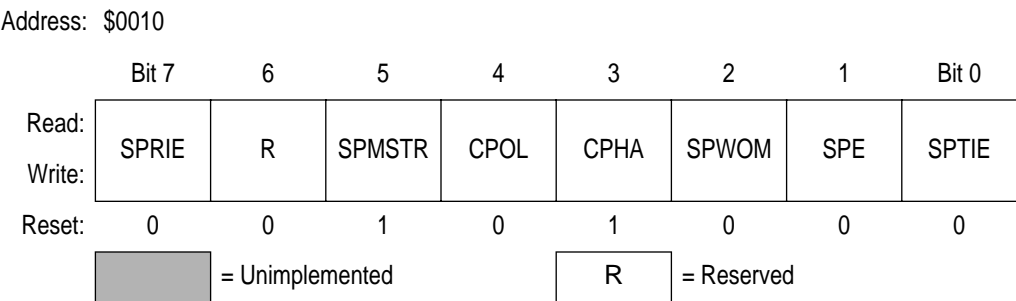 Address: $0010
Bit 7 6 5 4 3 2 1 Bit 0
Read:
SPRIE R SPMSTR CPOL CPHA SPWOM SPE SPTIE
Write:
Reset: 0 0 1 0 1 0 0 0
= Unimplemented R = Reserved